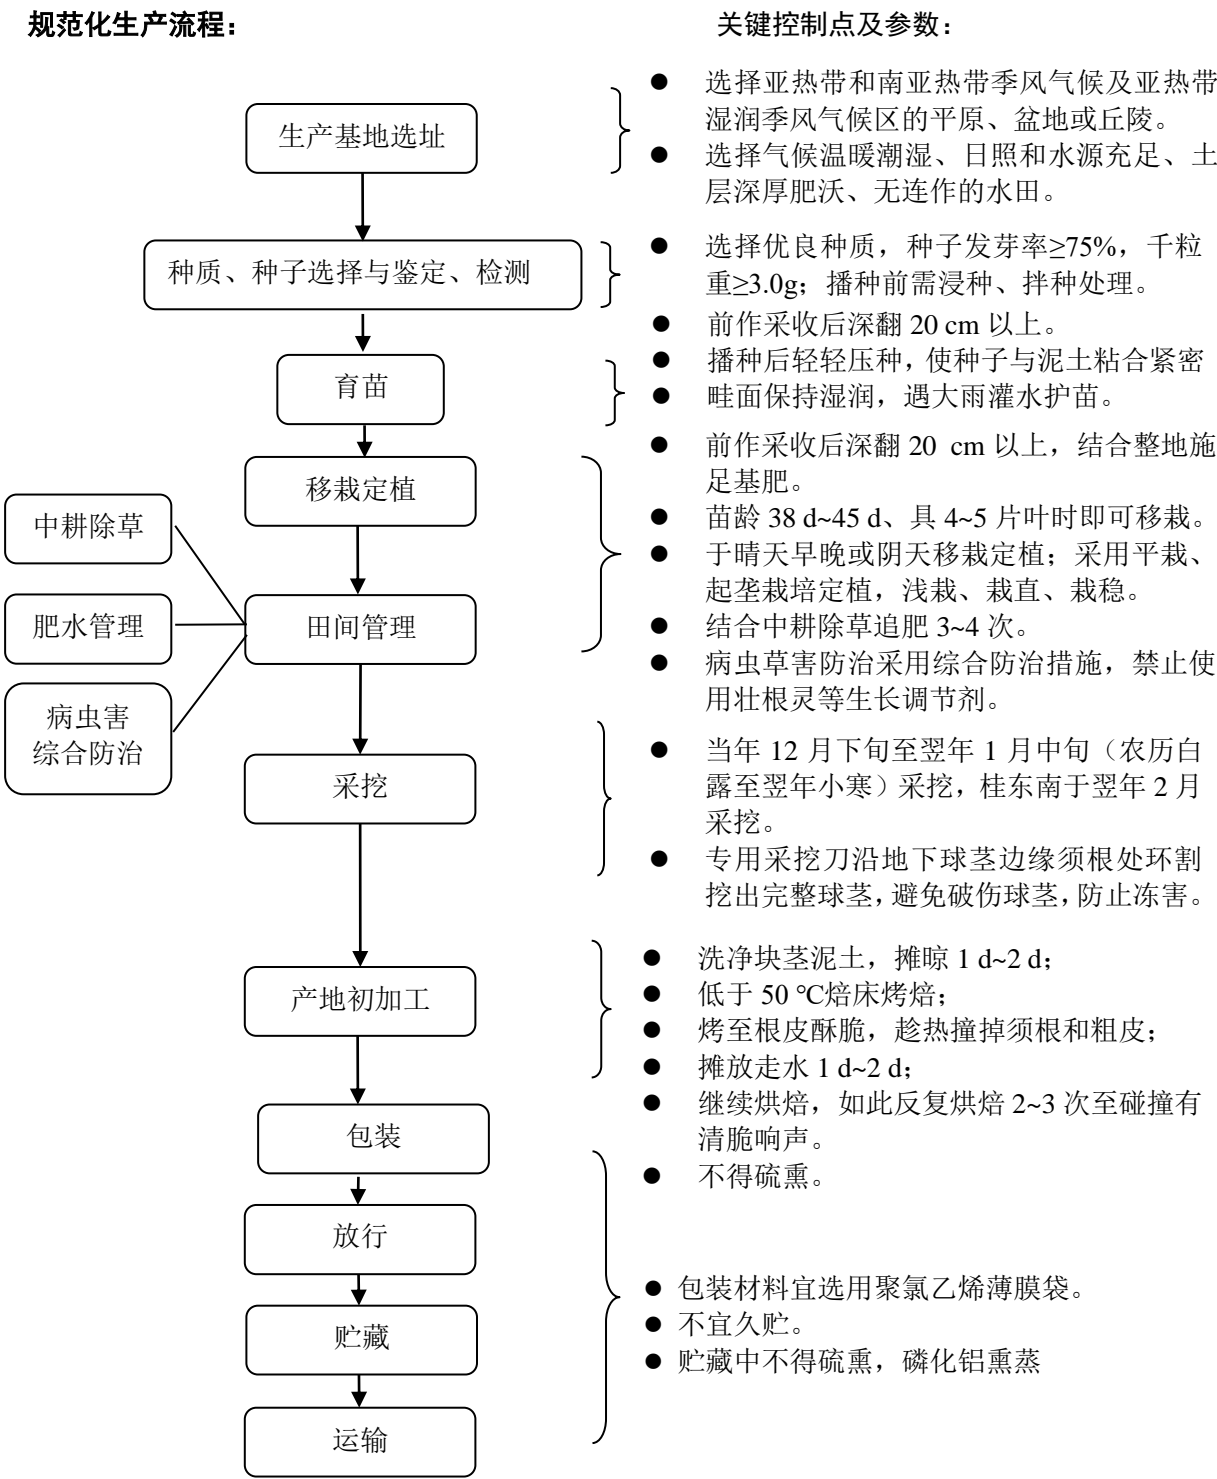 规范化生产流程：
关键控制点及参数：
生产基地选址
● 选择亚热带和南亚热带季风气候及亚热带
湿润季风气候区的平原、盆地或丘陵。
● 选择气候温暖潮湿、日照和水源充足、土
层深厚肥沃、无连作的水田。
种质、种子选择与鉴定、检测
● 选择优良种质，种子发芽率≥75%，千粒
重≥3.0g；播种前需浸种、拌种处理。
育苗
● 前作采收后深翻 20 cm 以上。
● 播种后轻轻压种，使种子与泥土粘合紧密
● 畦面保持湿润，遇大雨灌水护苗。
移栽定植
中耕除草
肥水管理
田间管理
病虫害
综合防治
● 前作采收后深翻 20 cm 以上，结合整地施
足基肥。
● 苗龄 38 d~45 d、具 4~5 片叶时即可移栽。
● 于晴天早晚或阴天移栽定植；采用平栽、
起垄栽培定植，浅栽、栽直、栽稳。
● 结合中耕除草追肥 3~4 次。
● 病虫草害防治采用综合防治措施，禁止使
用壮根灵等生长调节剂。
采挖
● 当年 12 月下旬至翌年 1 月中旬（农历白
露至翌年小寒）采挖，桂东南于翌年 2 月
采挖。
● 专用采挖刀沿地下球茎边缘须根处环割
挖出完整球茎，避免破伤球茎，防止冻害。
产地初加工
● 洗净块茎泥土，摊晾 1 d~2 d；
● 低于 50 ℃焙床烤焙；
● 烤至根皮酥脆，趁热撞掉须根和粗皮；
● 摊放走水 1 d~2 d；
● 继续烘焙，如此反复烘焙 2~3 次至碰撞有
清脆响声。
● 不得硫熏。
包装
放行
贮藏
运输
● 包装材料宜选用聚氯乙烯薄膜袋。
● 不宜久贮。
● 贮藏中不得硫熏，磷化铝熏蒸